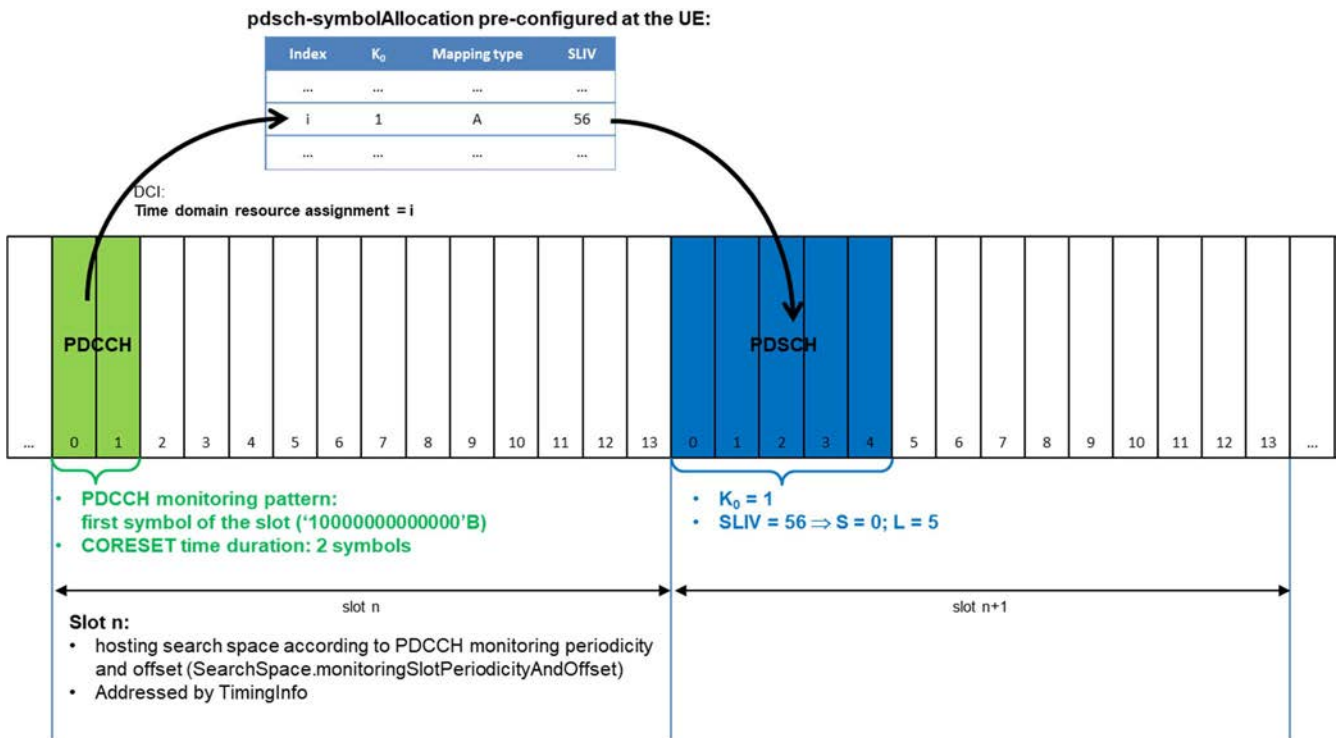 pdsch-symbolAllocation pre-configured at the UE:
Index K₀ Mapping type SLIV
... ... ... ...
i 1 A 56
... ... ... ...
DCI:
Time domain resource assignment = i
PDCCH PDSCH
... 0 1 2 3 4 5 6 7 8 9 10 11 12 13 0 1 2 3 4 5 6 7 8 9 10 11 12 13 ...
• PDCCH monitoring pattern:
first symbol of the slot (‘10000000000000’B)
• CORESET time duration: 2 symbols
• K₀ = 1
• SLIV = 56 ⇒ S = 0; L = 5
slot n slot n+1
Slot n:
• hosting search space according to PDCCH monitoring periodicity
and offset (SearchSpace.monitoringSlotPeriodicityAndOffset)
• Addressed by TimingInfo